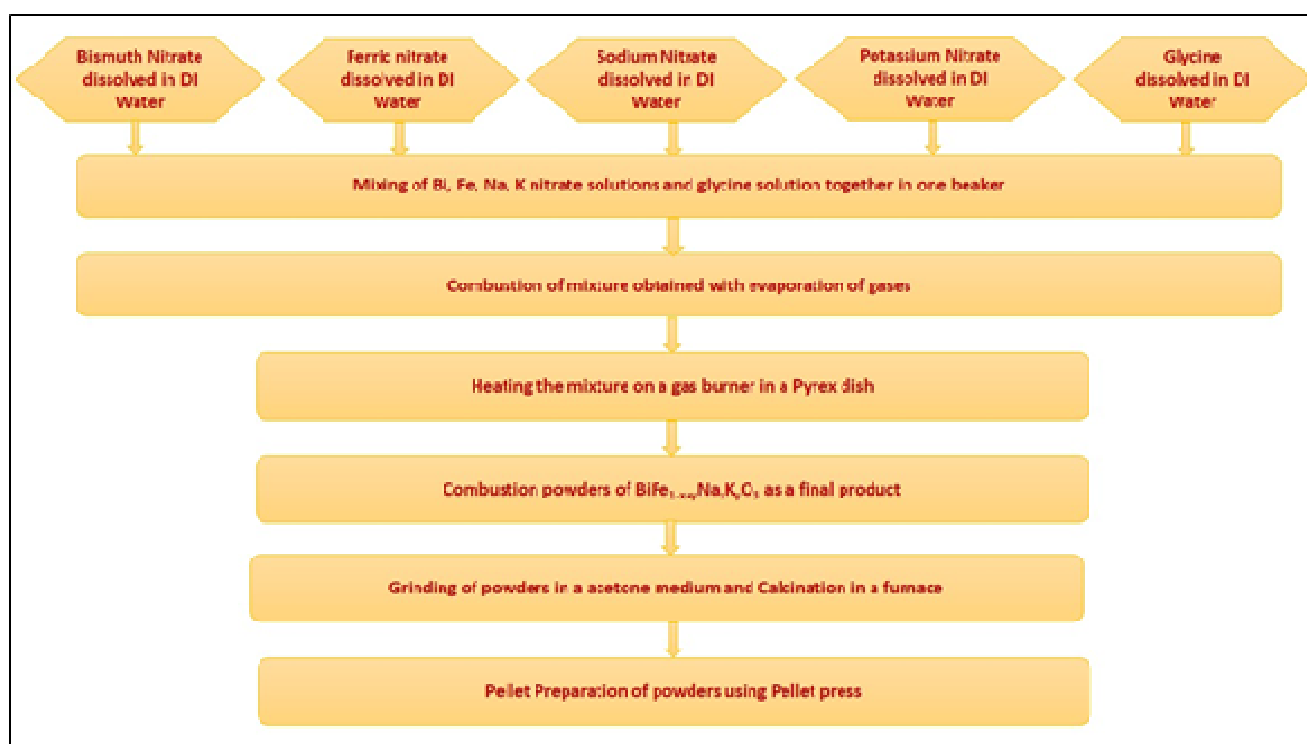 Bismuth Nitrate
dissolved in DI
Water
Ferric nitrate
dissolved in DI
Water
Sodium Nitrate
dissolved in DI
Water
Potassium Nitrate
dissolved in DI
Water
Glycine
dissolved in DI
Water
Mixing of Bi, Fe, Na, K nitrate solutions and glycine solution together in one beaker
Combustion of mixture obtained with evaporation of gases
Heating the mixture on a gas burner in a Pyrex dish
Combustion powders of as a final product
Grinding of powders in a acetone medium and Calcination in a furnace
Pellet Preparation of powders using Pellet press